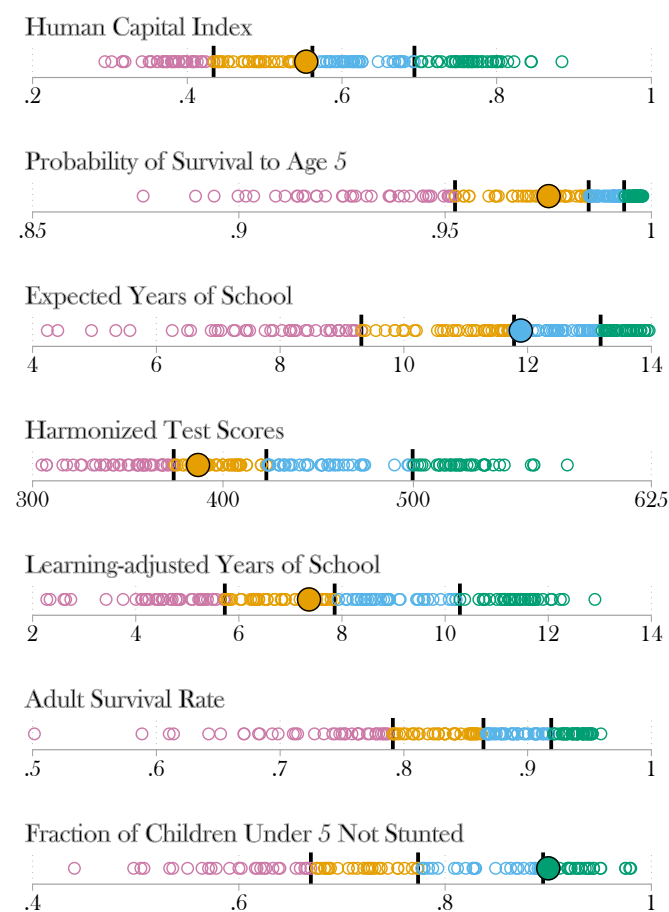 Human Capital Index
.2 .4 .6 .8 1
Probability of Survival to Age 5
.85 .9 .95 1
Expected Years of School
4 6 8 10 12 14
Harmonized Test Scores
300 400 500 625
Learning-adjusted Years of School
2 4 6 8 10 12 14
Adult Survival Rate
.5 .6 .7 .8 .9 1
Fraction of Children Under 5 Not Stunted
.4 .6 .8 1